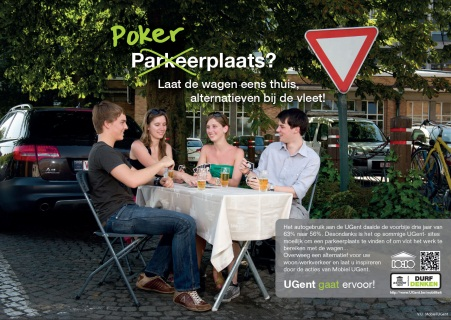 Poker
Parkeerplaats?
Laat de wagen eens thuis,
alternatieven bij de vleet!
Het autogebruik aan de UGent daalde de voorbije drie jaar van
63% naar 56%. Desondanks is het op sommige UGent- sites
moeilijk om een parkeerplaats te vinden of om vlot het werk te
bereiken met de wagen.
Overweeg een alternatief voor uw
woon/werkverkeer en laat u inspireren
door de acties van Mobiel UGent.
UGent gaat ervoor!
DURF
DENKEN